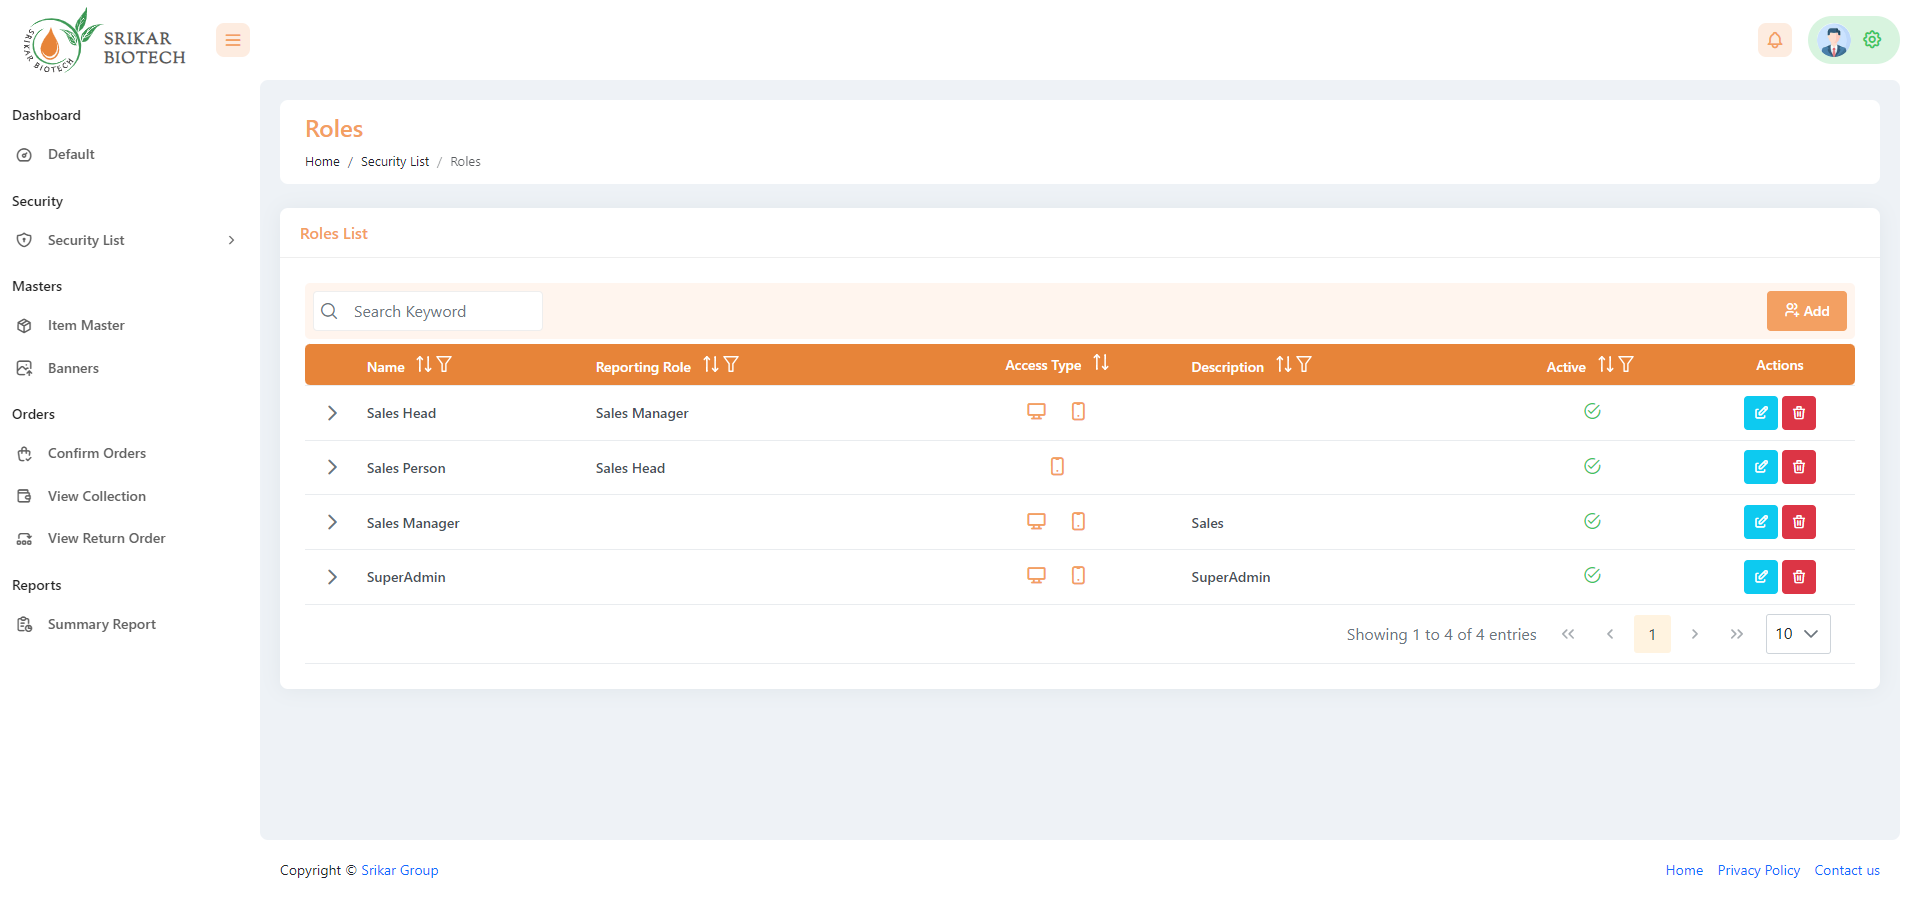 SRIKAR BIOTECH
SRIKAR
BIOTECH
Dashboard
Default
Security
Security List
Masters
Item Master
Banners
Orders
Confirm Orders
View Collection
View Return Order
Reports
Summary Report
Roles
Home / Security List / Roles
Roles List
Search Keyword
Add
Name Reporting Role Access Type Description Active Actions
Sales Head Sales Manager
Sales Person Sales Head
Sales Manager Sales
SuperAdmin SuperAdmin
Showing 1 to 4 of 4 entries 1 10
Copyright © Srikar Group
Home Privacy Policy Contact us